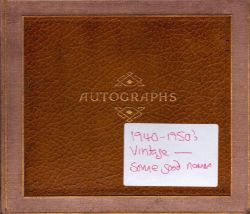 AUTOGRAPHS
1940-1950's
Vintage —
Some good names